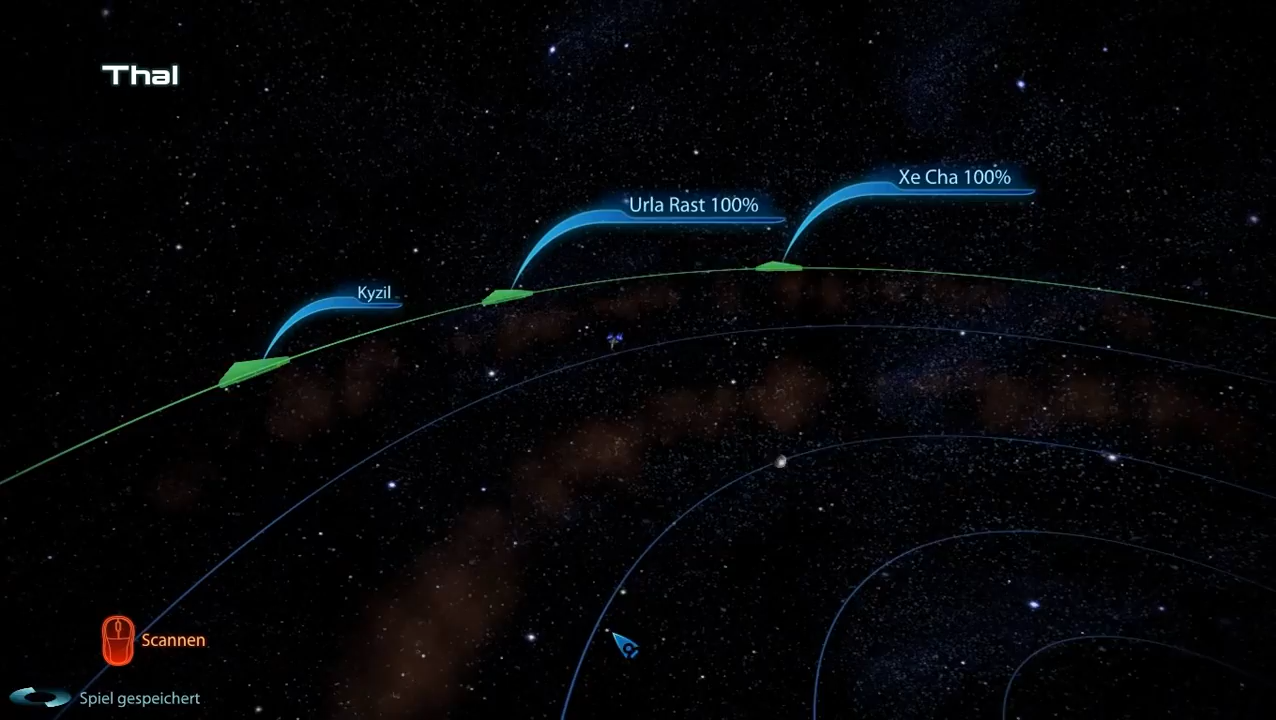 Thal
Xe Cha 100%
Urla Rast 100%
Kyzil
Scannen
Spiel gespeichert